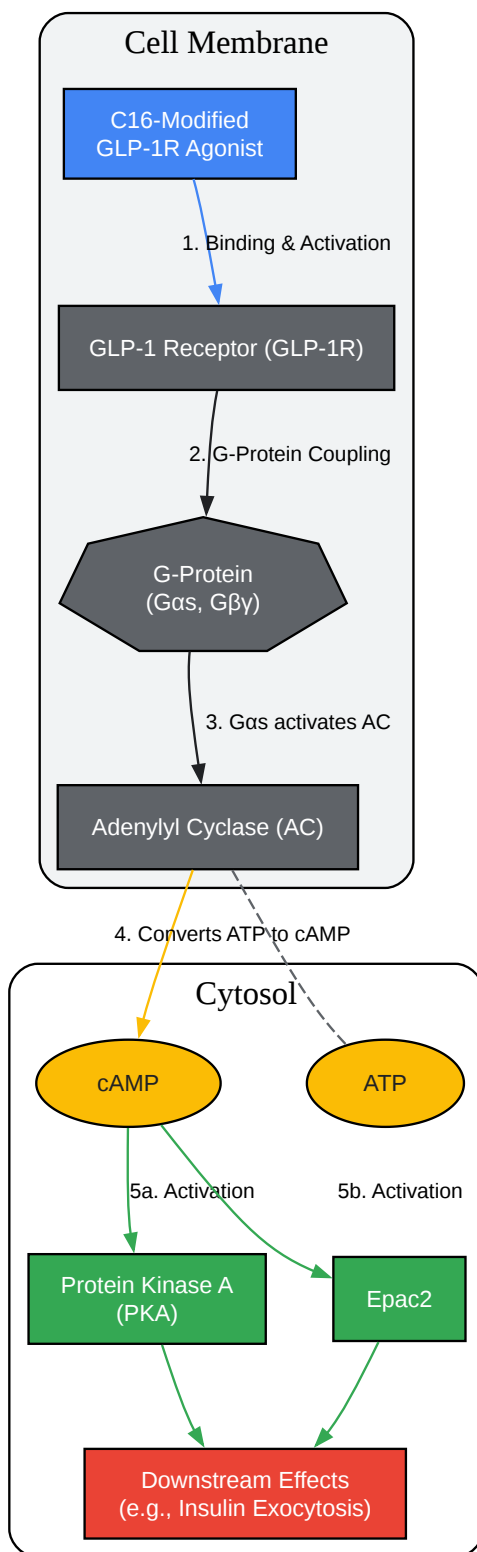 Cell Membrane
C16-Modified
GLP-1R Agonist
1. Binding & Activation
GLP-1 Receptor (GLP-1R)
2. G-Protein Coupling
G-Protein
(Gαs, Gβγ)
3. Gαs activates AC
Adenylyl Cyclase (AC)
4. Converts ATP to cAMP
Cytosol
cAMP
ATP
5a. Activation
5b. Activation
Protein Kinase A
(PKA)
Epac2
Downstream Effects
(e.g., Insulin Exocytosis)